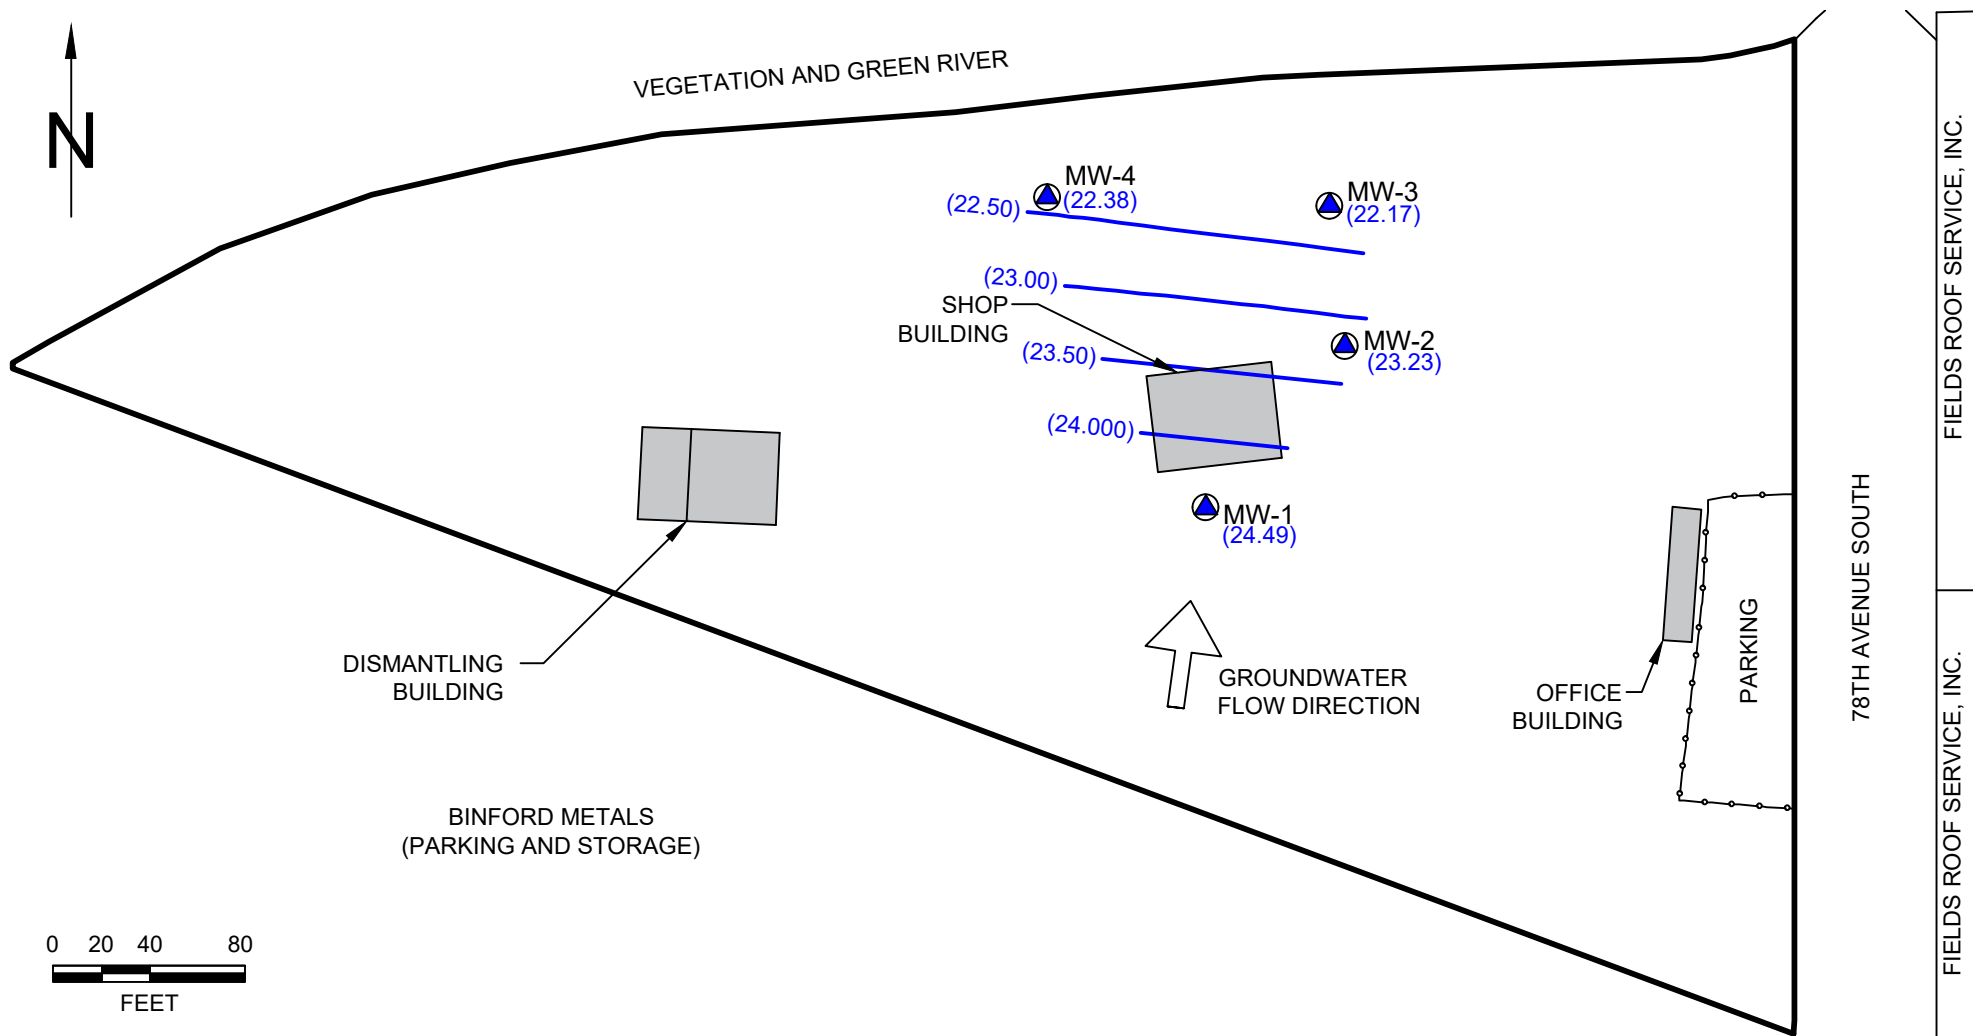 VEGETATION AND GREEN RIVER
N
MW-4
(22.38)
MW-3
(22.17)
(22.50)
(23.00)
SHOP
BUILDING
MW-2
(23.23)
(23.50)
(24.000)
MW-1
(24.49)
DISMANTLING
BUILDING
GROUNDWATER
FLOW DIRECTION
OFFICE
BUILDING
PARKING
78TH AVENUE SOUTH
FIELDS ROOF SERVICE, INC.
FIELDS ROOF SERVICE, INC.
BINFORD METALS
(PARKING AND STORAGE)
0 20 40 80
FEET